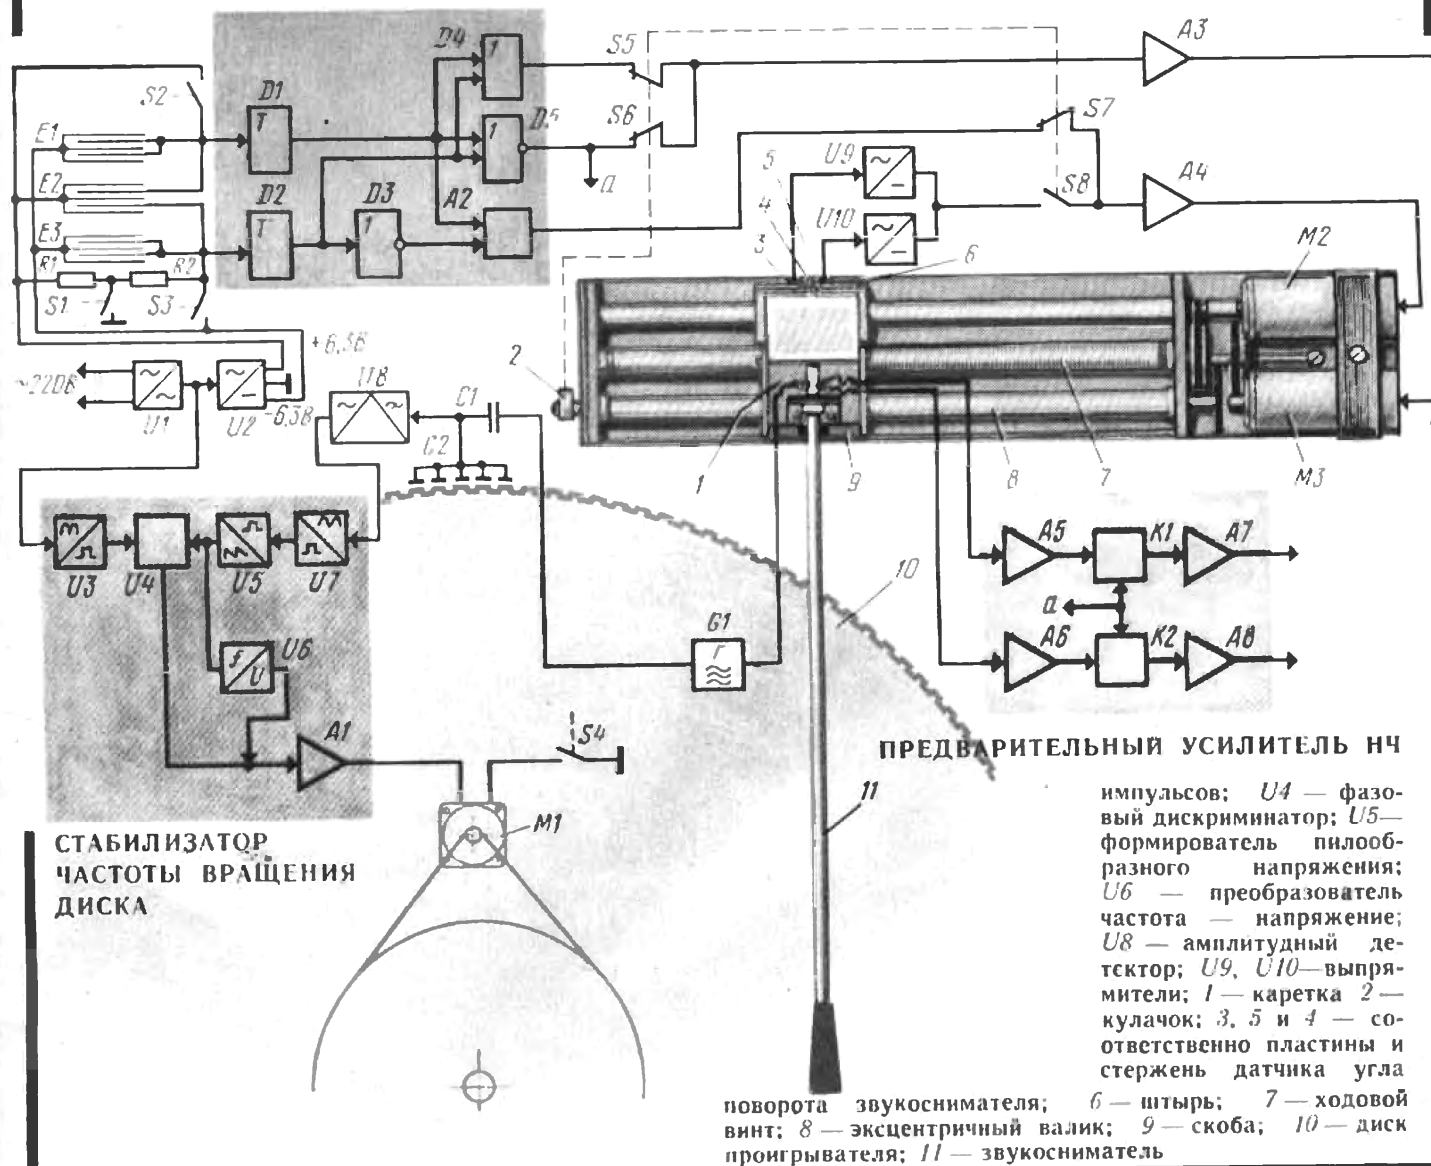 S2
D1
T
D4
1
S5
A3
E1
D5
1
S6
S7
a
U9
5
E2
D2
T
D3
1
A2
4
U10
S8
A4
E3
3
6
M2
R1
R2
S1
S3
+6,3В
2
~220В
U1
U2
-6,3В
U8
C1
C2
1
9
8
7
M3
U3
U4
U5
U7
10
A5
K1
A7
a
G1
Г
A6
K2
A8
f
U
U6
A1
S4
ПРЕДВАРИТЕЛЬНЫЙ УСИЛИТЕЛЬ НЧ
11
M1
СТАБИЛИЗАТОР
ЧАСТОТЫ ВРАЩЕНИЯ
ДИСКА
импульсов; U4 — фазо-
вый дискриминатор; U5—
формирователь пилооб-
разного напряжения;
U6 — преобразователь
частота — напряжение;
U8 — амплитудный де-
тектор; U9, U10—выпря-
мители; 1 — каретка 2 —
кулачок; 3, 5 и 4 — со-
ответственно пластины и
стержень датчика угла
поворота звукоснимателя; 6 — штырь; 7 — ходовой
винт; 8 — эксцентричный валик; 9 — скоба; 10 — диск
проигрывателя; 11 — звукосниматель